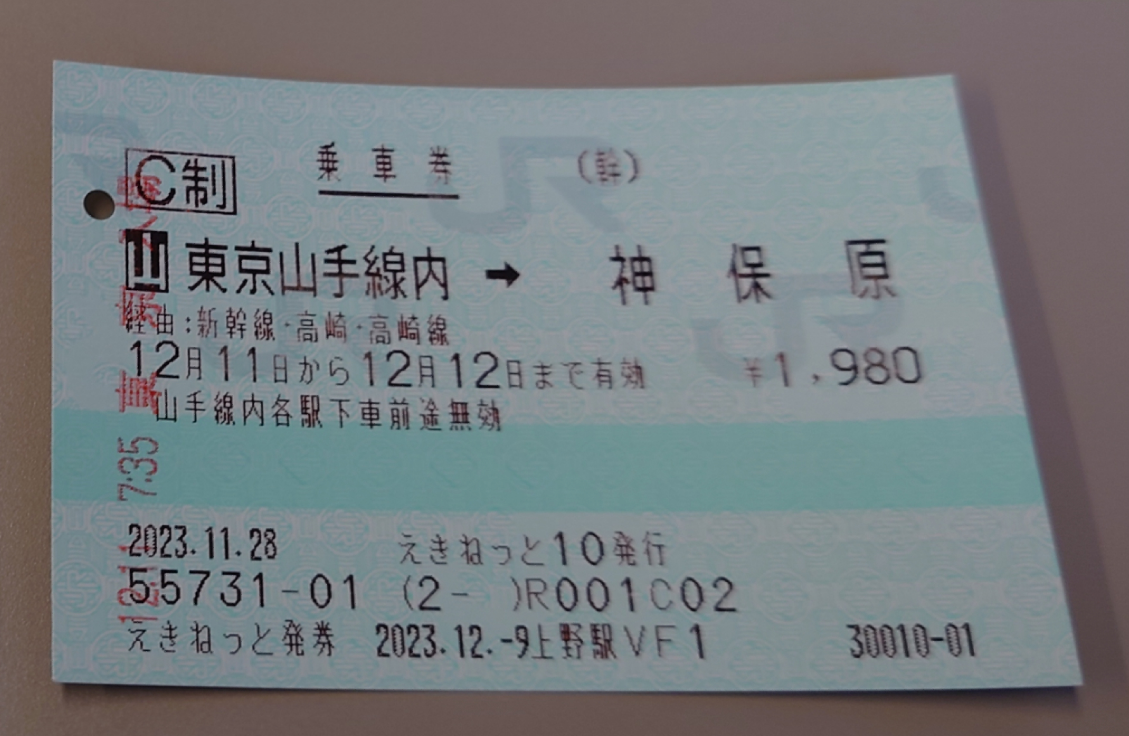 C制 乗車券 (幹)
山 東京山手線内 → 神保原
経由:新幹線・高崎・高崎線
12月11日から12月12日まで有効 ¥1,980
山手線内各駅下車前途無効
2023.11.28 えきねっと10発行
55731-01 (2- )R001C02
えきねっと発券 2023.12.-9上野駅VF1 30010-01
12.11 7:35 東京